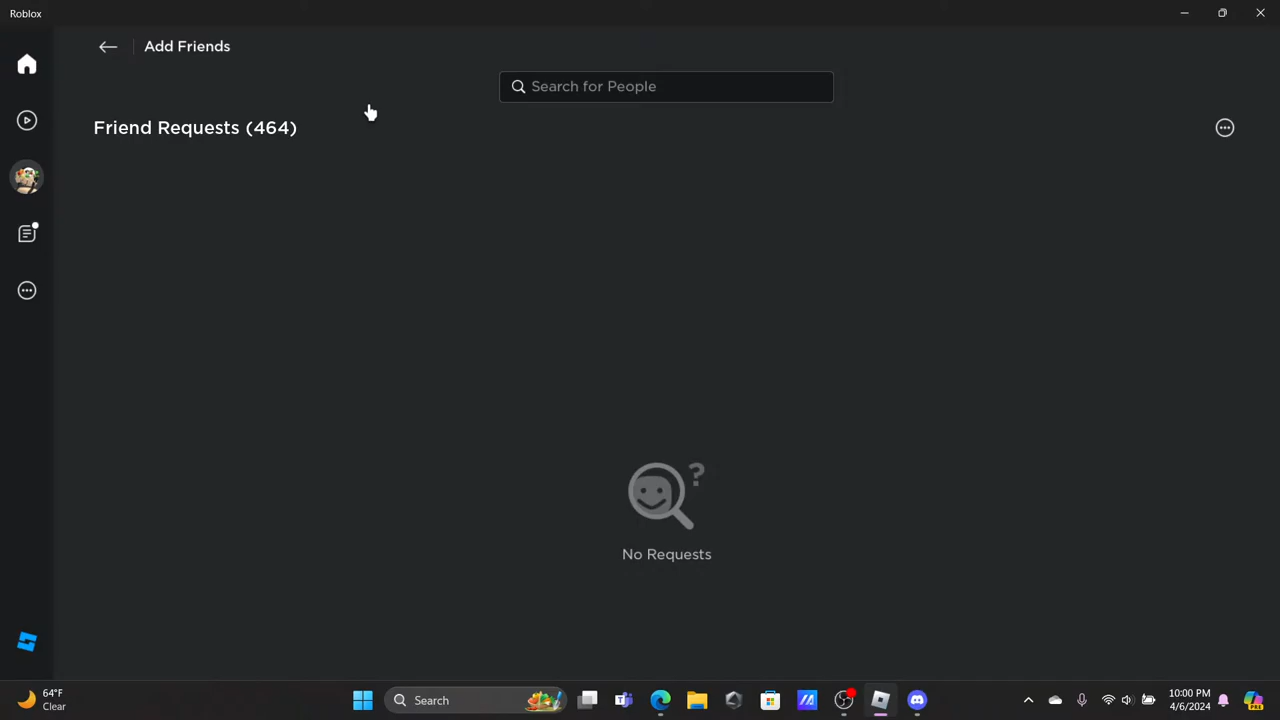 Roblox
Add Friends
Search for People
Friend Requests (464)
?
No Requests
64°F
Clear
Search
10:00 PM
4/6/2024
PRE